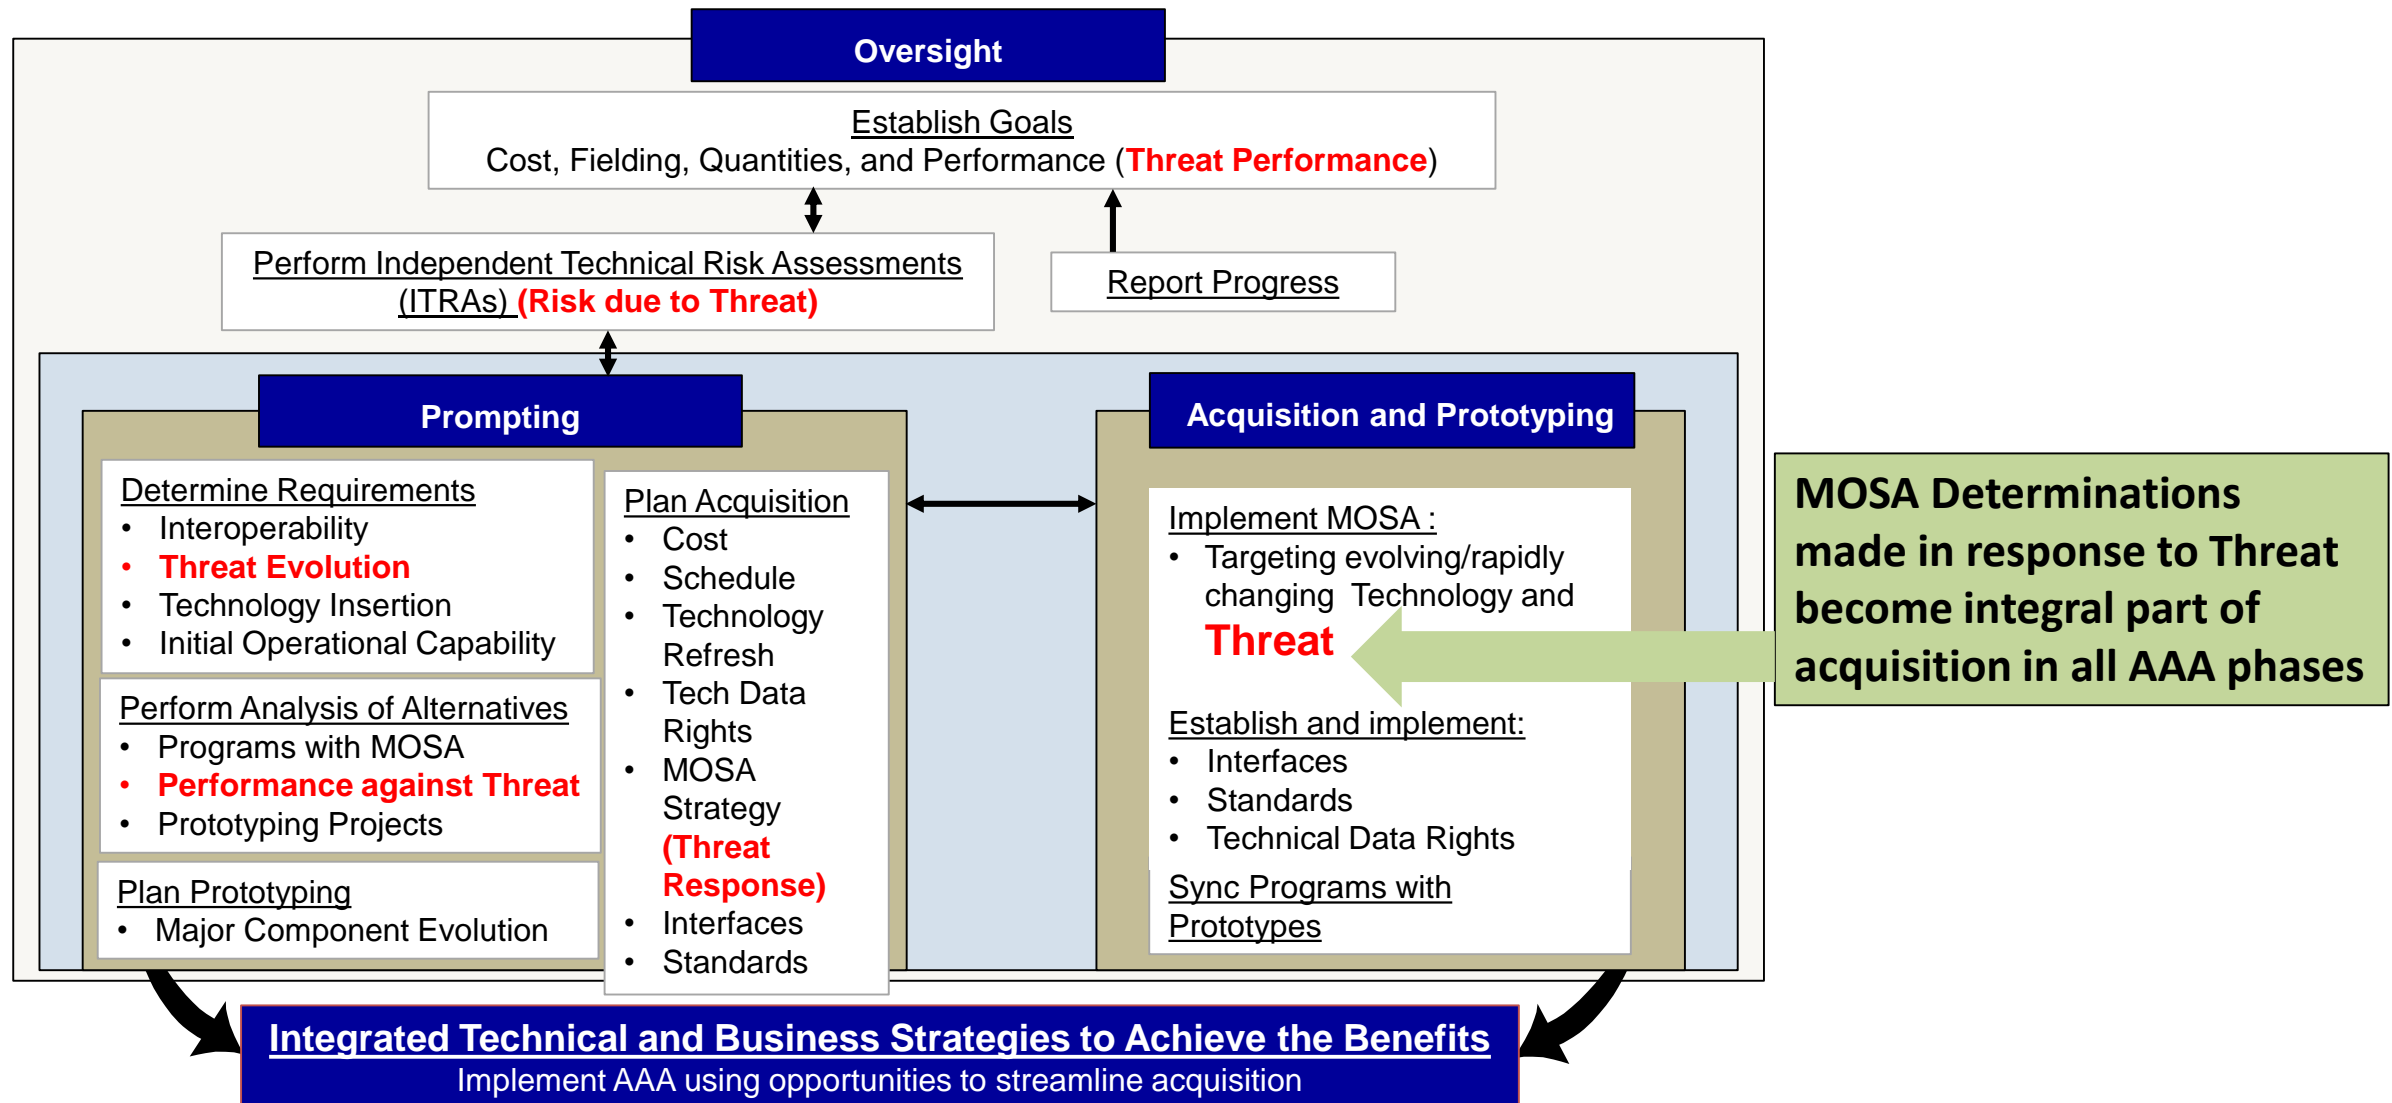 Oversight
Establish Goals
Cost, Fielding, Quantities, and Performance (Threat Performance)
Perform Independent Technical Risk Assessments
(ITRAs) (Risk due to Threat)
Report Progress
Prompting
Determine Requirements
• Interoperability
• Threat Evolution
• Technology Insertion
• Initial Operational Capability
Perform Analysis of Alternatives
• Programs with MOSA
• Performance against Threat
• Prototyping Projects
Plan Prototyping
• Major Component Evolution
Plan Acquisition
• Cost
• Schedule
• Technology
Refresh
• Tech Data
Rights
• MOSA
Strategy
(Threat
Response)
• Interfaces
• Standards
Acquisition and Prototyping
Implement MOSA :
• Targeting evolving/rapidly
changing Technology and
Threat
Establish and implement:
• Interfaces
• Standards
• Technical Data Rights
Sync Programs with
Prototypes
MOSA Determinations
made in response to Threat
become integral part of
acquisition in all AAA phases
Integrated Technical and Business Strategies to Achieve the Benefits
Implement AAA using opportunities to streamline acquisition